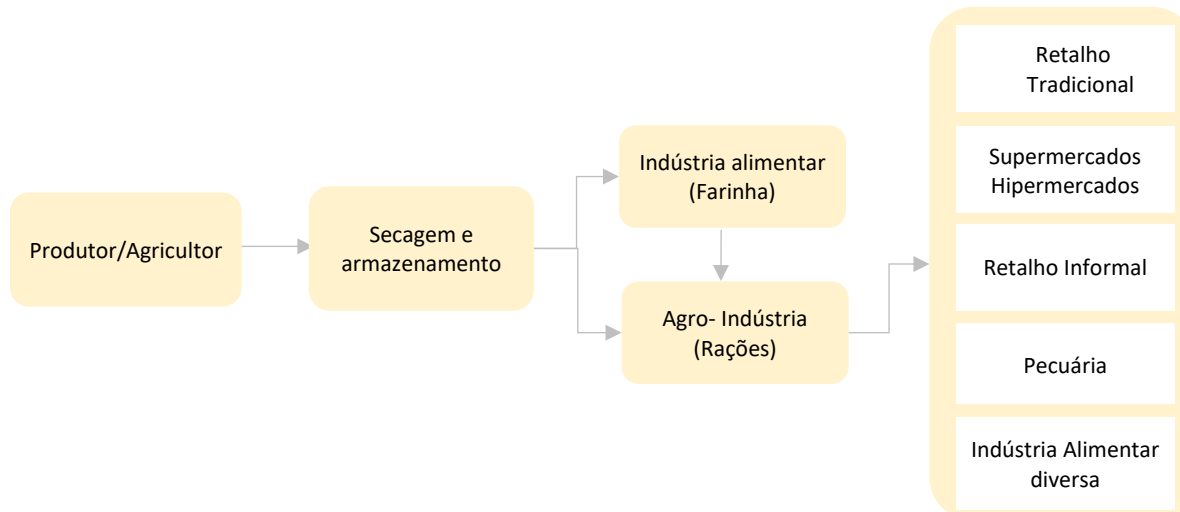 Produtor/Agricultor
Secagem e
armazenamento
Indústria alimentar
(Farinha)
Agro- Indústria
(Rações)
Retalho
Tradicional
Supermercados
Hipermercados
Retalho Informal
Pecuária
Indústria Alimentar
diversa